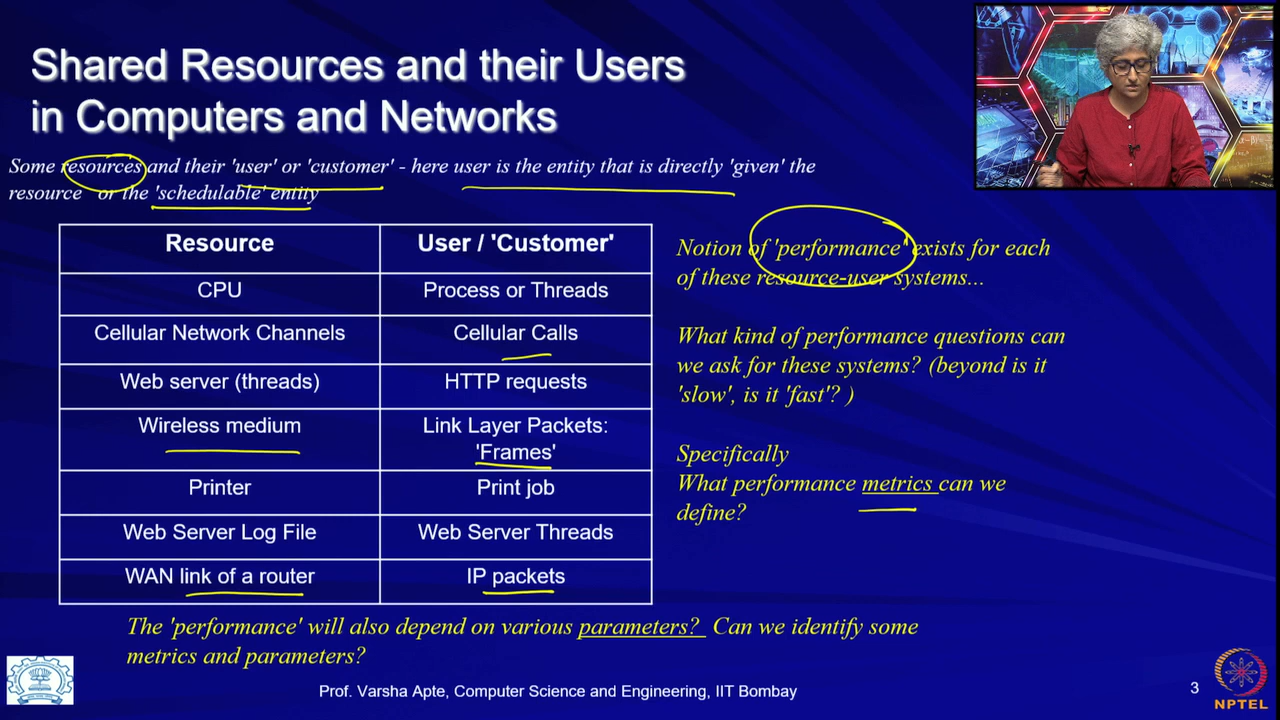 Shared Resources and their Users
in Computers and Networks
Some resources and their 'user' or 'customer' - here user is the entity that is directly 'given' the
resource or the 'schedulable' entity
Resource User / 'Customer'
CPU Process or Threads
Cellular Network Channels Cellular Calls
Web server (threads) HTTP requests
Wireless medium Link Layer Packets:
'Frames'
Printer Print job
Web Server Log File Web Server Threads
WAN link of a router IP packets
Notion of 'performance' exists for each
of these resource-user systems...
What kind of performance questions can
we ask for these systems? (beyond is it
'slow', is it 'fast'? )
Specifically
What performance metrics can we
define?
The 'performance' will also depend on various parameters? Can we identify some
metrics and parameters?
Prof. Varsha Apte, Computer Science and Engineering, IIT Bombay
3
NPTEL